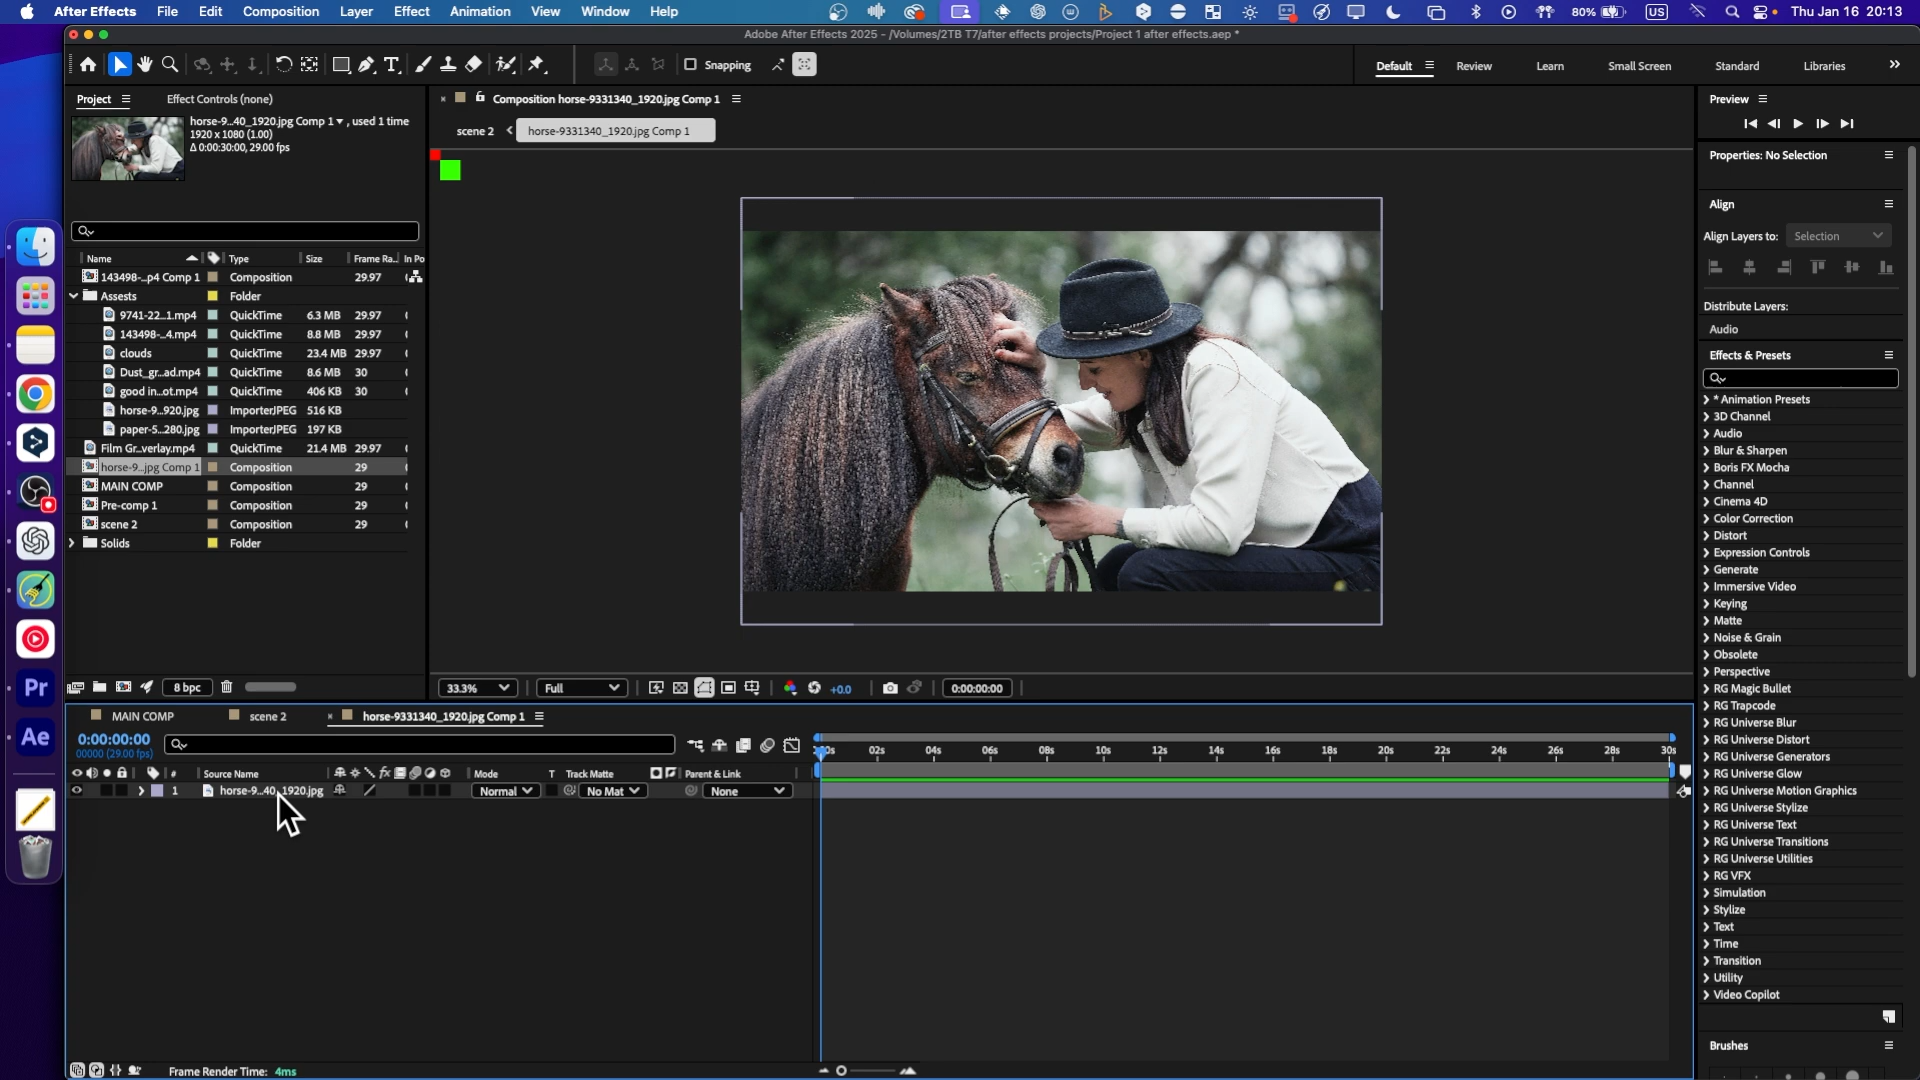 After Effects File Edit Composition Layer Effect Animation View Window Help 80% US Thu Jan 16 20:13
Adobe After Effects 2025 - /Volumes/2TB T7/after effects projects/Project 1 after effects.aep *
Snapping Default Review Learn Small Screen Standard Libraries
Project Effect Controls (none)
horse-9...40_1920.jpg Comp 1 , used 1 time
1920 x 1080 (1.00)
Δ 0:00:30:00, 29.00 fps
Name Type Size Frame Ra... In Po
143498-...p4 Comp 1 Composition 29.97
Assests Folder
9741-22...1.mp4 QuickTime 6.3 MB 29.97
143498-...4.mp4 QuickTime 8.8 MB 29.97
clouds QuickTime 23.4 MB 29.97
Dust_gr...ad.mp4 QuickTime 8.6 MB 30
good in...ot.mp4 QuickTime 406 KB 30
horse-9...920.jpg ImporterJPEG 516 KB
paper-5...280.jpg ImporterJPEG 197 KB
Film Gr...verlay.mp4 QuickTime 21.4 MB 29.97
horse-9...jpg Comp 1 Composition 29
MAIN COMP Composition 29
Pre-comp 1 Composition 29
scene 2 Composition 29
Solids Folder
8 bpc
Composition horse-9331340_1920.jpg Comp 1
scene 2 horse-9331340_1920.jpg Comp 1
33.3% Full +0.0 0:00:00:00
Preview
Properties: No Selection
Align
Align Layers to: Selection
Distribute Layers:
Audio
Effects & Presets
* Animation Presets
3D Channel
Audio
Blur & Sharpen
Boris FX Mocha
Channel
Cinema 4D
Color Correction
Distort
Expression Controls
Generate
Immersive Video
Keying
Matte
Noise & Grain
Obsolete
Perspective
RG Magic Bullet
RG Trapcode
RG Universe Blur
RG Universe Distort
RG Universe Generators
RG Universe Glow
RG Universe Motion Graphics
RG Universe Stylize
RG Universe Text
RG Universe Transitions
RG Universe Utilities
RG VFX
Simulation
Stylize
Text
Time
Transition
Utility
Video Copilot
Brushes
MAIN COMP scene 2 horse-9331340_1920.jpg Comp 1
0:00:00:00
00000 (29.00 fps)
02s 04s 06s 08s 10s 12s 14s 16s 18s 20s 22s 24s 26s 28s 30s
# Source Name fx Mode T Track Matte Parent & Link
1 horse-9...40_1920.jpg Normal No Mat None
Frame Render Time: 4ms
Pr
Ae